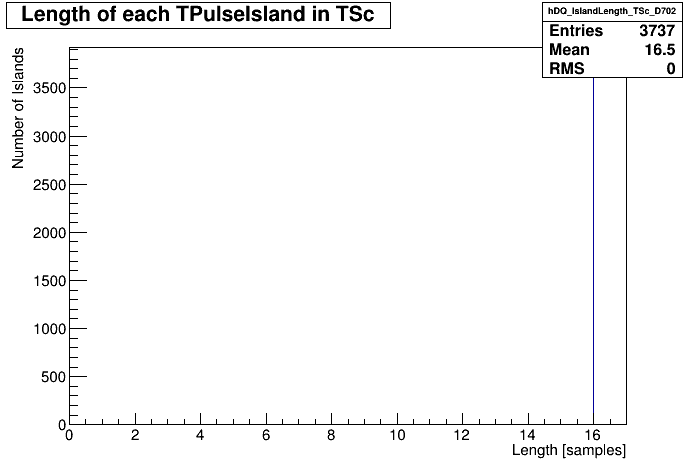 Length of each TPulseIsland in TSc
hDQ_IslandLength_TSc_D702
Entries 3737
Mean 16.5
RMS 0
Number of Islands
3500
3000
2500
2000
1500
1000
500
0
0 2 4 6 8 10 12 14 16
Length [samples]